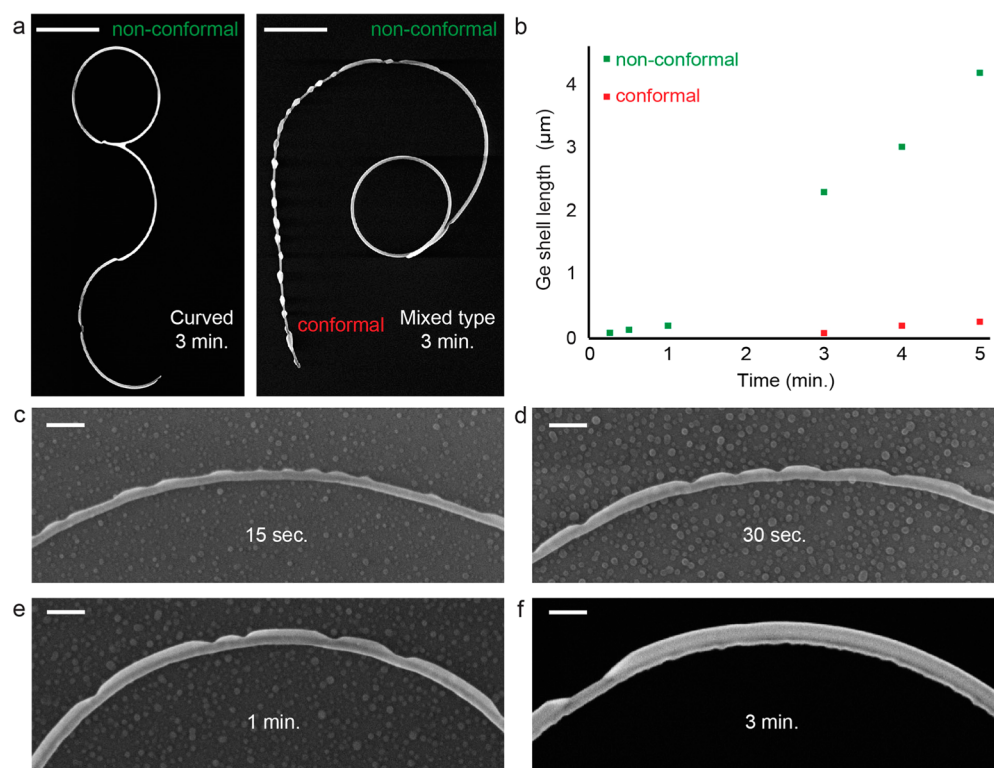 a
non-conformal
Curved
3 min.
non-conformal
conformal
Mixed type
3 min.
b
non-conformal
conformal
Ge shell length (μm)
4
3
2
1
0
0 1 2 3 4 5
Time (min.)
c
15 sec.
d
30 sec.
e
1 min.
f
3 min.